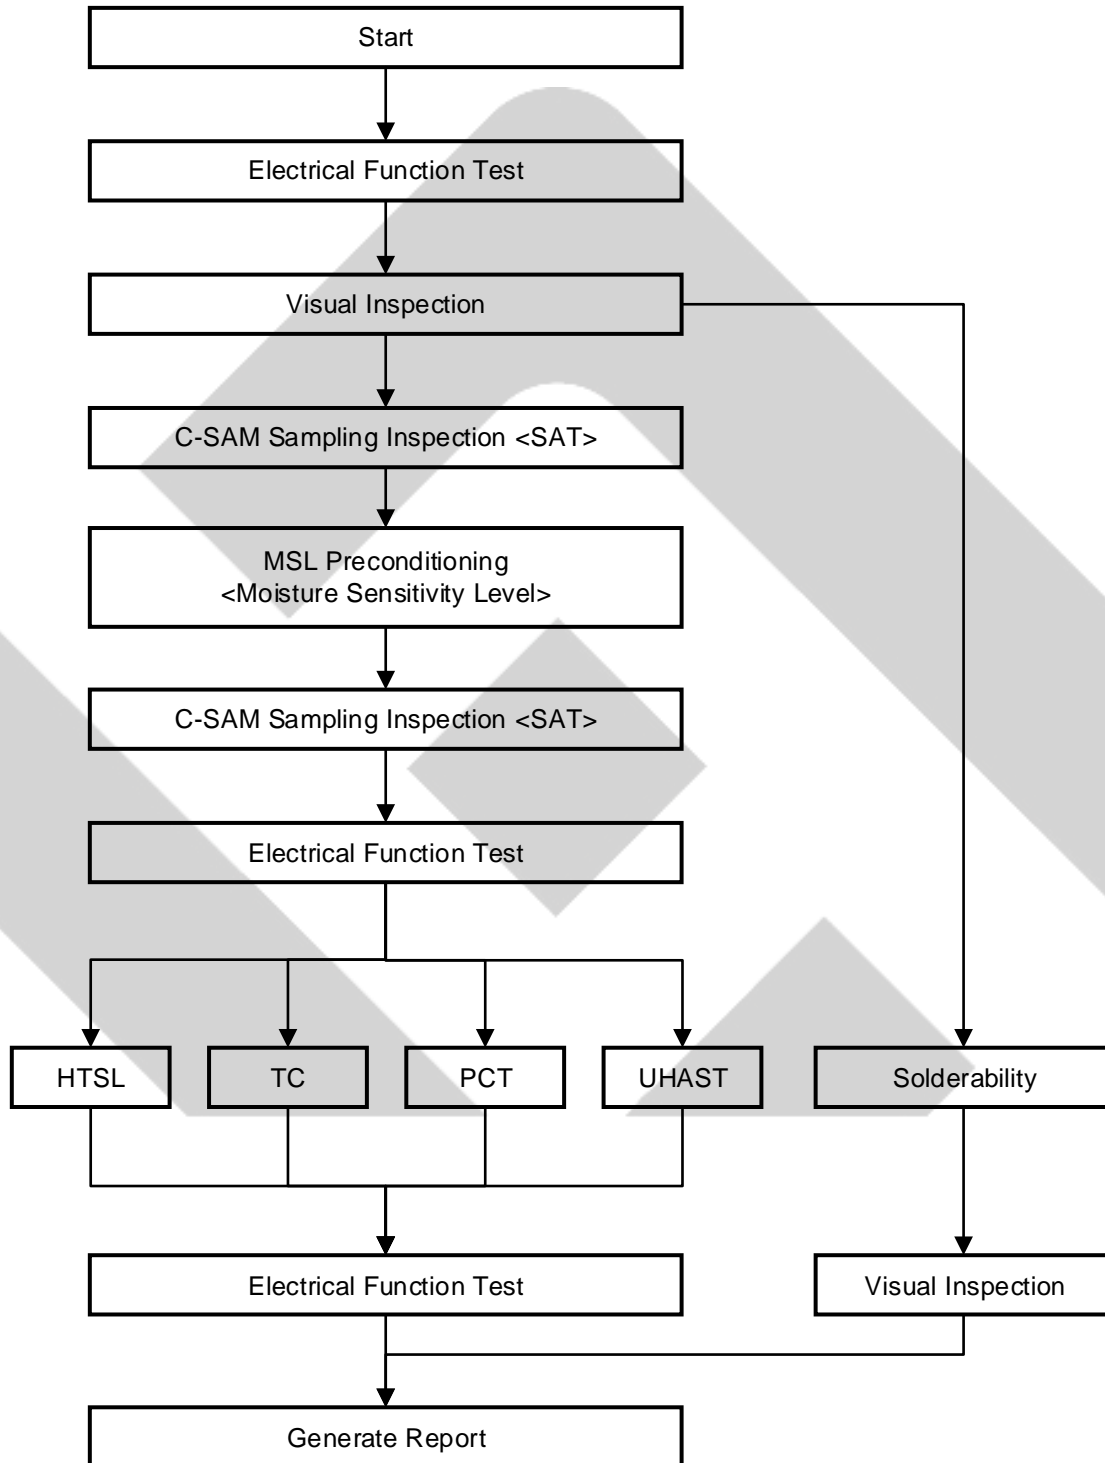 Start
Electrical Function Test
Visual Inspection
C-SAM Sampling Inspection <SAT>
MSL Preconditioning
<Moisture Sensitivity Level>
C-SAM Sampling Inspection <SAT>
Electrical Function Test
HTSL
TC
PCT
UHAST
Solderability
Electrical Function Test
Visual Inspection
Generate Report